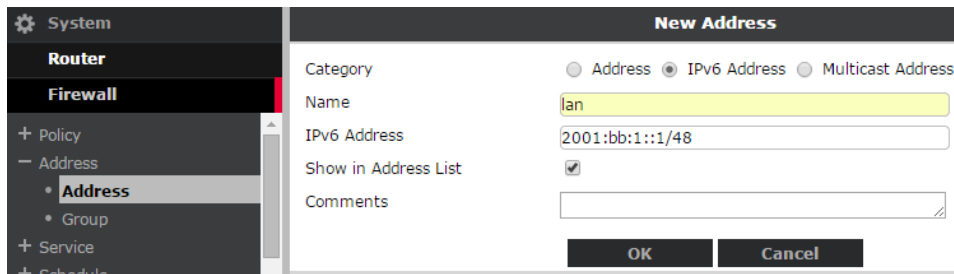 System
Router
Firewall
+ Policy
− Address
• Address
• Group
+ Service
+ Schedule
New Address
Category Address IPv6 Address Multicast Address
Name lan
IPv6 Address 2001:bb:1::1/48
Show in Address List
Comments
OK Cancel